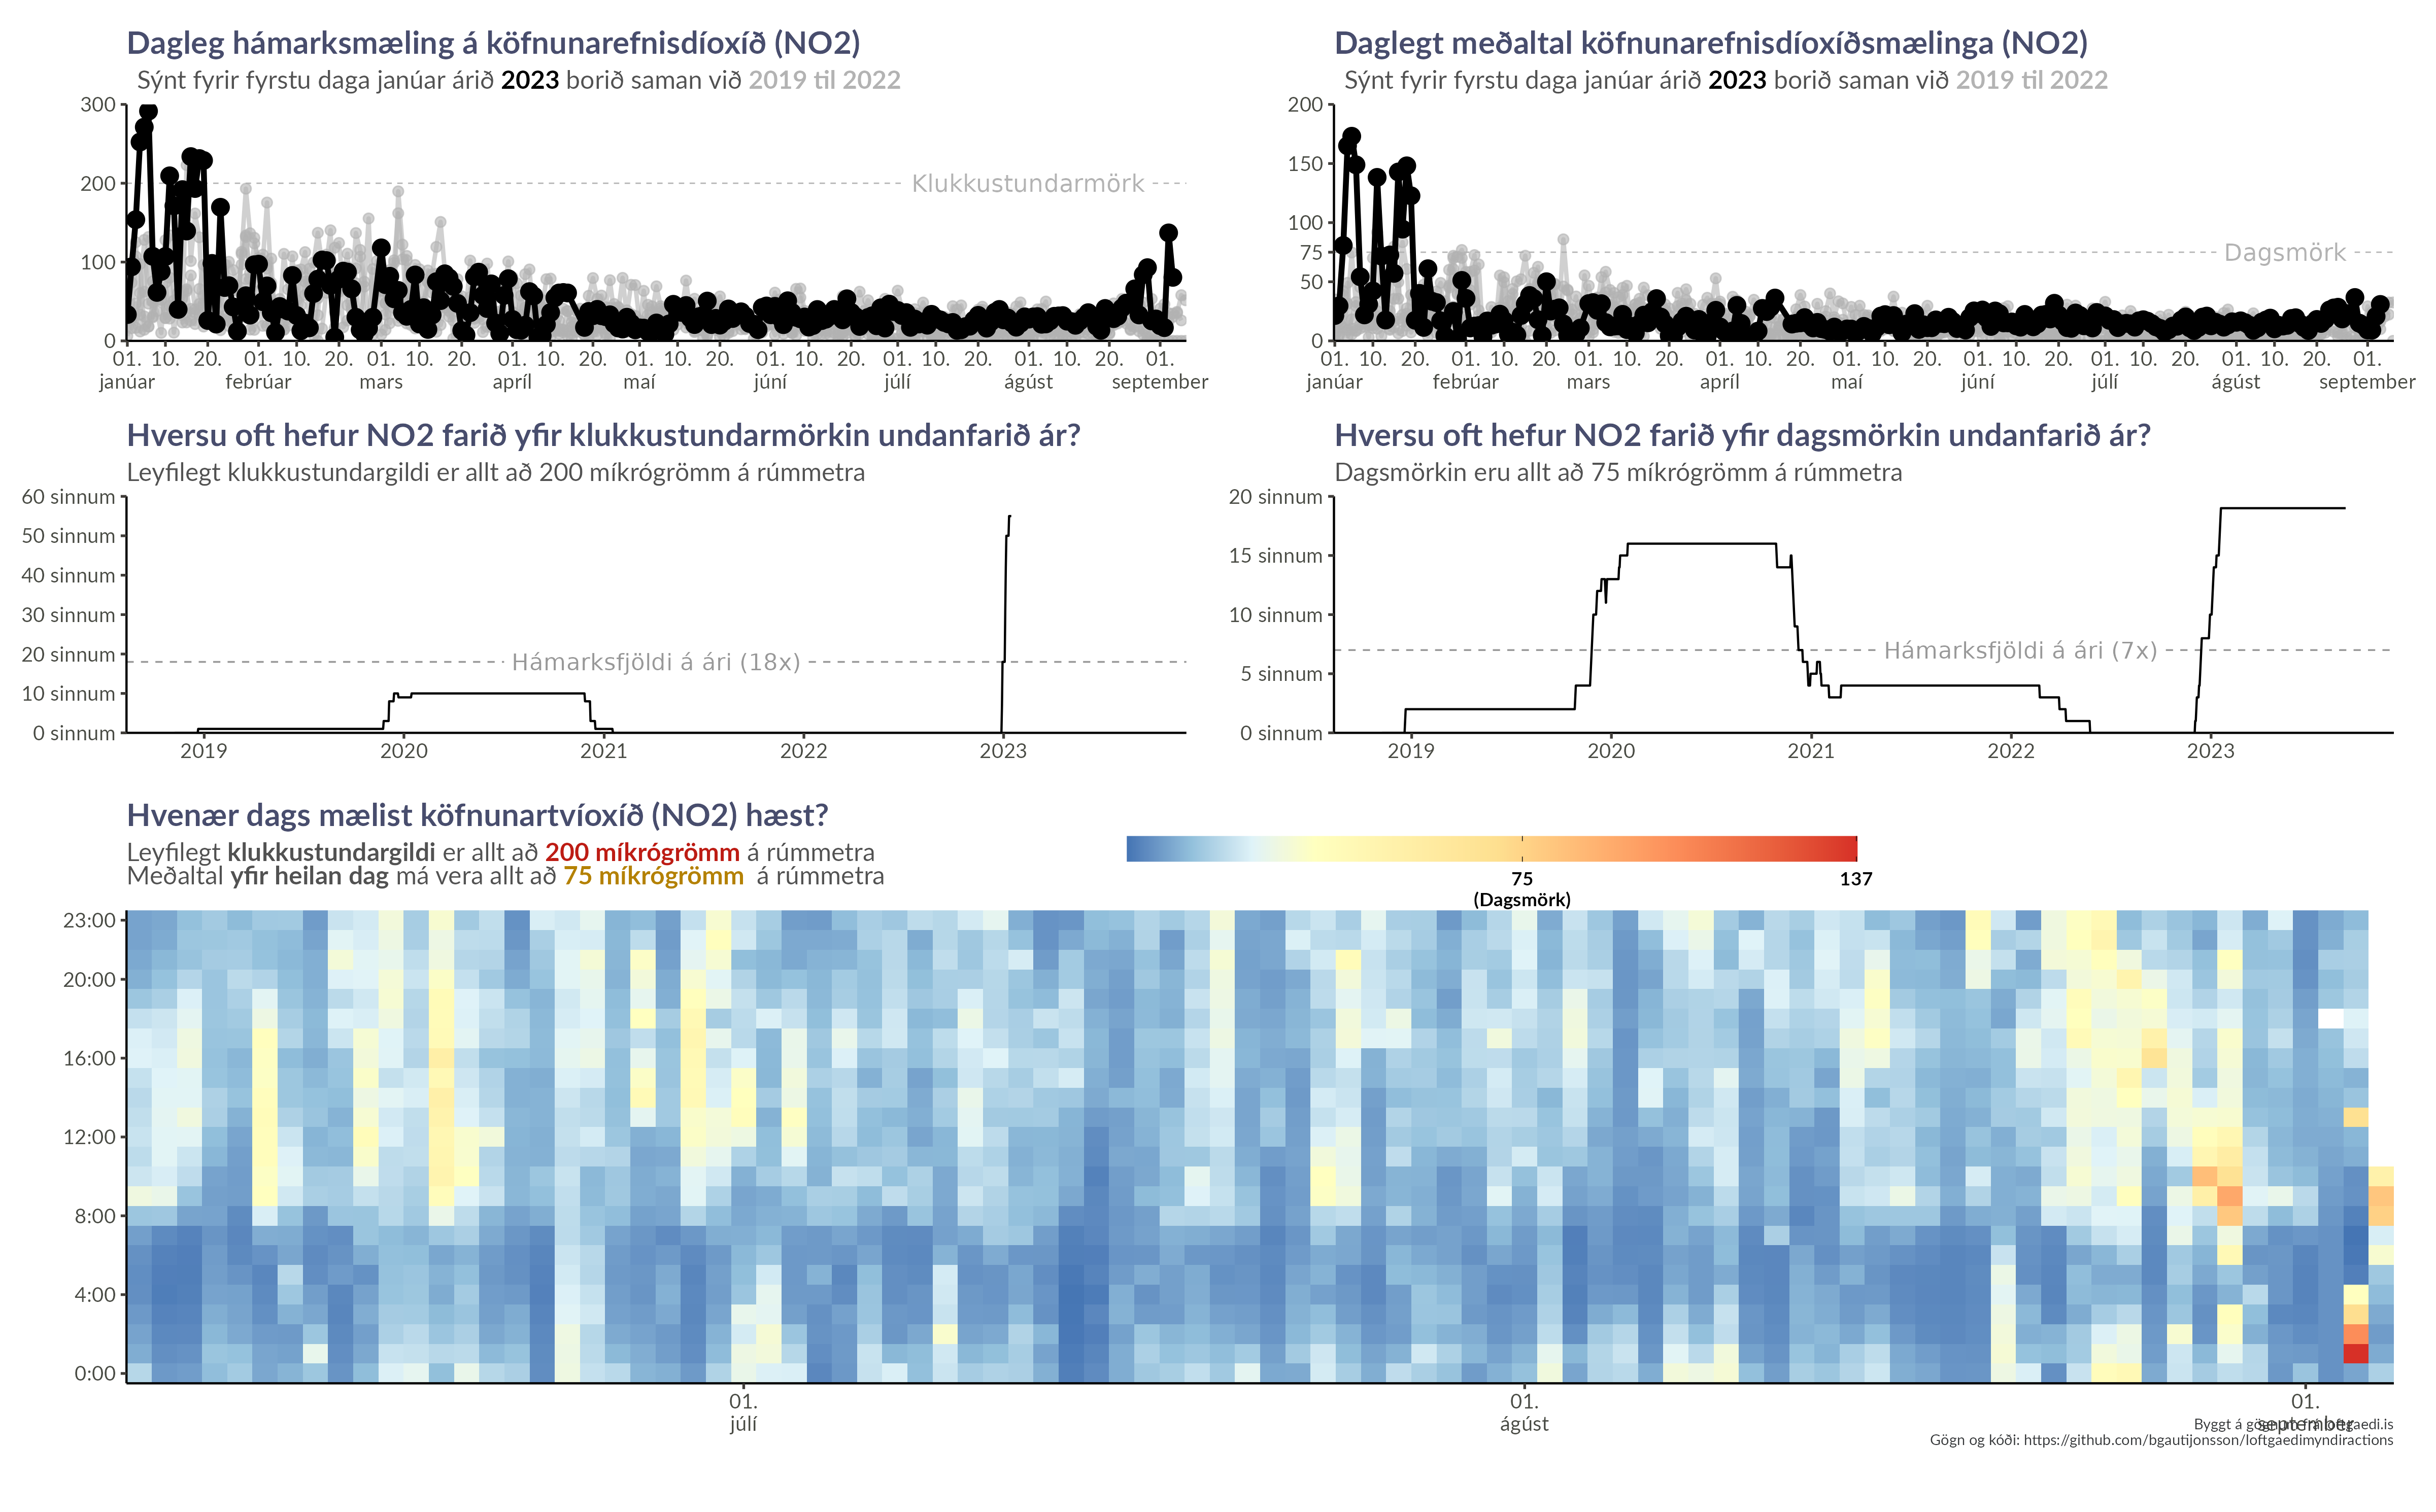 Dagleg hámarksmæling á köfnunarefnisdíoxíð (NO2)
Sýnt fyrir fyrstu daga janúar árið 2023 borið saman við 2019 til 2022
300
200
100
0
Klukkustundarmörk
01. 10. 20. 01. 10. 20. 01. 10. 20. 01. 10. 20. 01. 10. 20. 01. 10. 20. 01. 10. 20. 01. 10. 20. 01.
janúar febrúar mars apríl maí júní júlí ágúst september
Daglegt meðaltal köfnunarefnisdíoxíðsmælinga (NO2)
Sýnt fyrir fyrstu daga janúar árið 2023 borið saman við 2019 til 2022
200
150
100
75
50
0
Dagsmörk
01. 10. 20. 01. 10. 20. 01. 10. 20. 01. 10. 20. 01. 10. 20. 01. 10. 20. 01. 10. 20. 01. 10. 20. 01.
janúar febrúar mars apríl maí júní júlí ágúst september
Hversu oft hefur NO2 farið yfir klukkustundarmörkin undanfarið ár?
Leyfilegt klukkustundargildi er allt að 200 míkrógrömm á rúmmetra
60 sinnum
50 sinnum
40 sinnum
30 sinnum
20 sinnum
10 sinnum
0 sinnum
Hámarksfjöldi á ári (18x)
2019 2020 2021 2022 2023
Hversu oft hefur NO2 farið yfir dagsmörkin undanfarið ár?
Dagsmörkin eru allt að 75 míkrógrömm á rúmmetra
20 sinnum
15 sinnum
10 sinnum
5 sinnum
0 sinnum
Hámarksfjöldi á ári (7x)
2019 2020 2021 2022 2023
Hvenær dags mælist köfnunartvíoxíð (NO2) hæst?
Leyfilegt klukkustundargildi er allt að 200 míkrógrömm á rúmmetra
Meðaltal yfir heilan dag má vera allt að 75 míkrógrömm á rúmmetra
75 137
(Dagsmörk)
23:00
20:00
16:00
12:00
8:00
4:00
0:00
01. 01. 01.
júlí ágúst september
Byggt á gögnum frá loftgaedi.is
Gögn og kóði: https://github.com/bgautijonsson/loftgaedimyndiractions